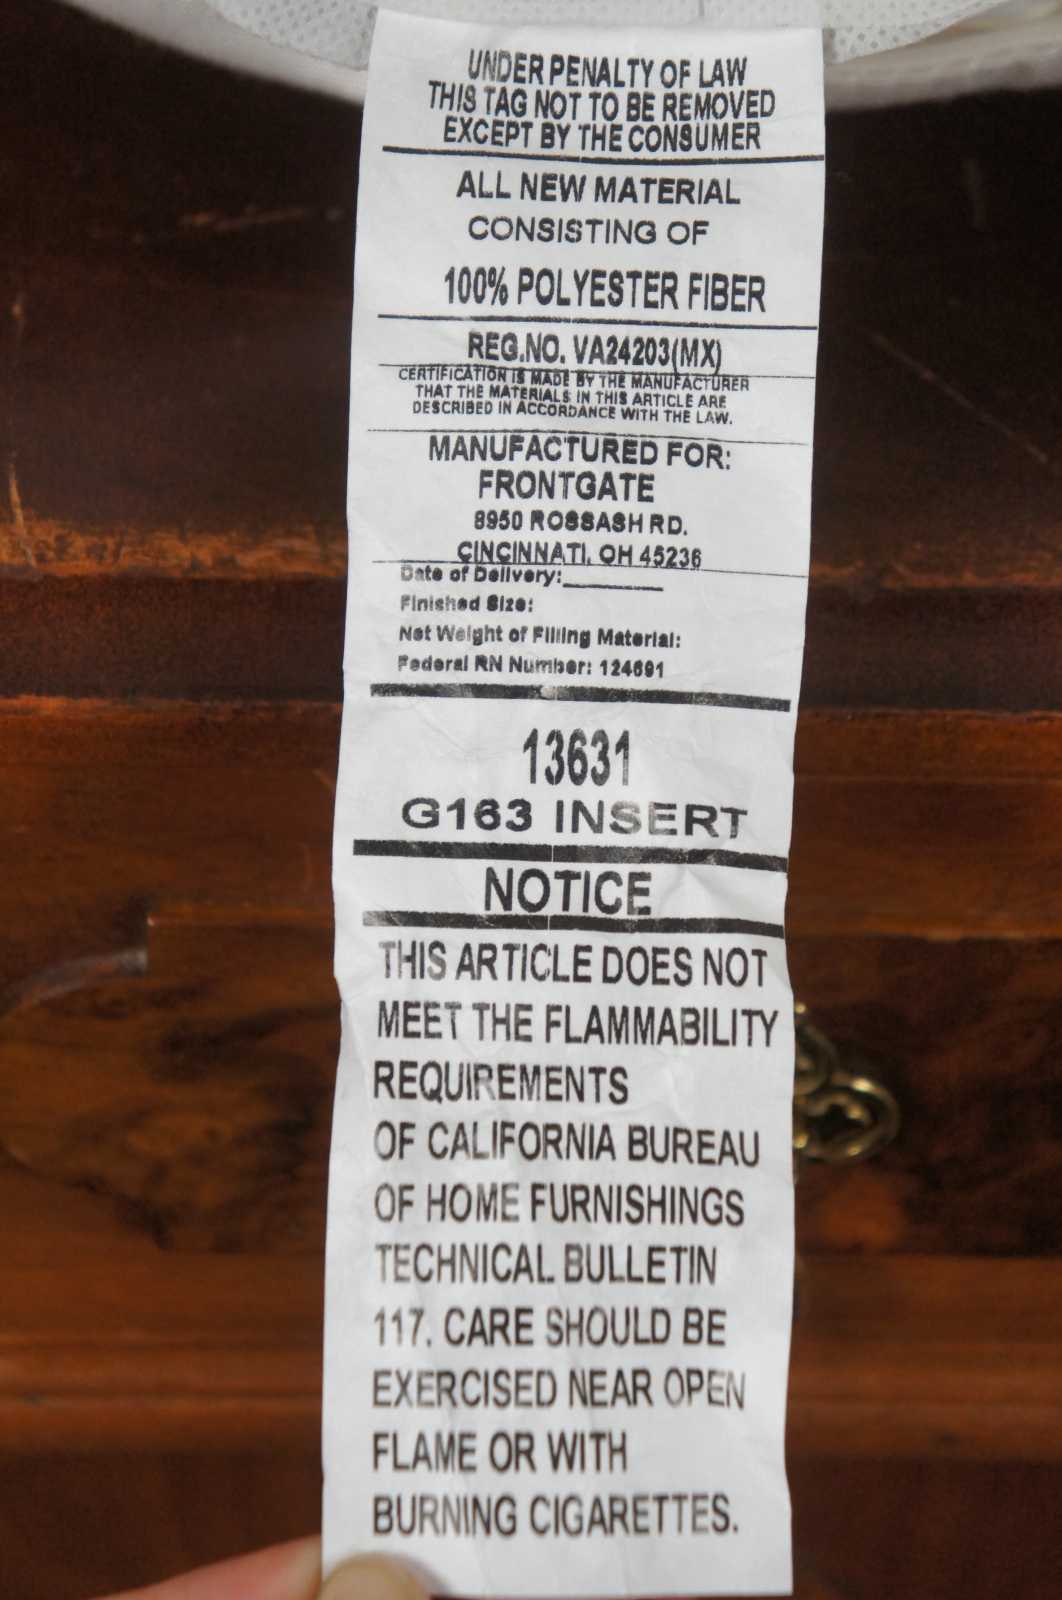 UNDER PENALTY OF LAW
THIS TAG NOT TO BE REMOVED
EXCEPT BY THE CONSUMER
ALL NEW MATERIAL
CONSISTING OF
100% POLYESTER FIBER
REG.NO. VA24203(MX)
CERTIFICATION IS MADE BY THE MANUFACTURER
THAT THE MATERIALS IN THIS ARTICLE ARE
DESCRIBED IN ACCORDANCE WITH THE LAW.
MANUFACTURED FOR:
FRONTGATE
8950 ROSSASH RD.
CINCINNATI, OH 45236
Date of Delivery:________
Finished Size:
Net Weight of Filling Material:
Federal RN Number: 124691
13631
G163 INSERT
NOTICE
THIS ARTICLE DOES NOT
MEET THE FLAMMABILITY
REQUIREMENTS
OF CALIFORNIA BUREAU
OF HOME FURNISHINGS
TECHNICAL BULLETIN
117. CARE SHOULD BE
EXERCISED NEAR OPEN
FLAME OR WITH
BURNING CIGARETTES.